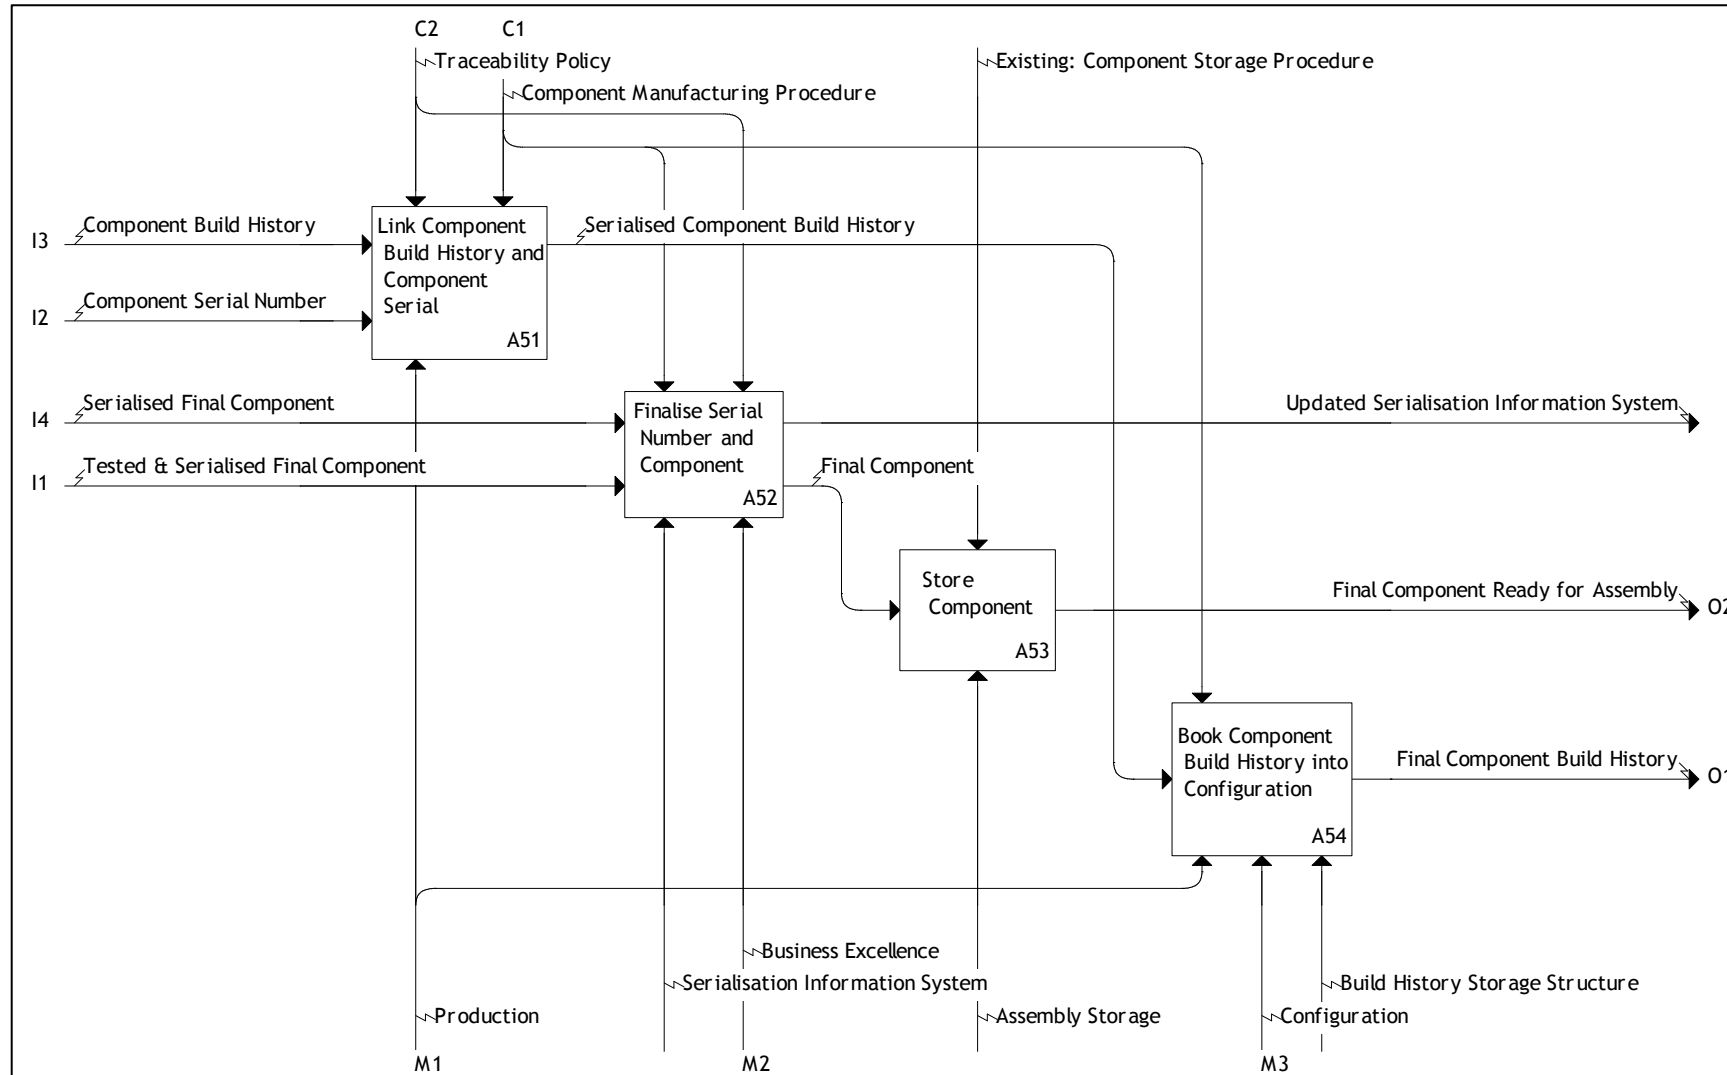 C2
C1
Traceability Policy
Existing: Component Storage Procedure
Component Manufacturing Procedure
I3
Component Build History
Link Component
Build History and
Component
Serial
A51
Serialised Component Build History
I2
Component Serial Number
I4
Serialised Final Component
Finalise Serial
Number and
Component
A52
Updated Serialisation Information System
I1
Tested & Serialised Final Component
Final Component
Store
Component
A53
Final Component Ready for Assembly
O2
Book Component
Build History into
Configuration
A54
Final Component Build History
O1
Business Excellence
Serialisation Information System
Build History Storage Structure
Production
Assembly Storage
Configuration
M1
M2
M3